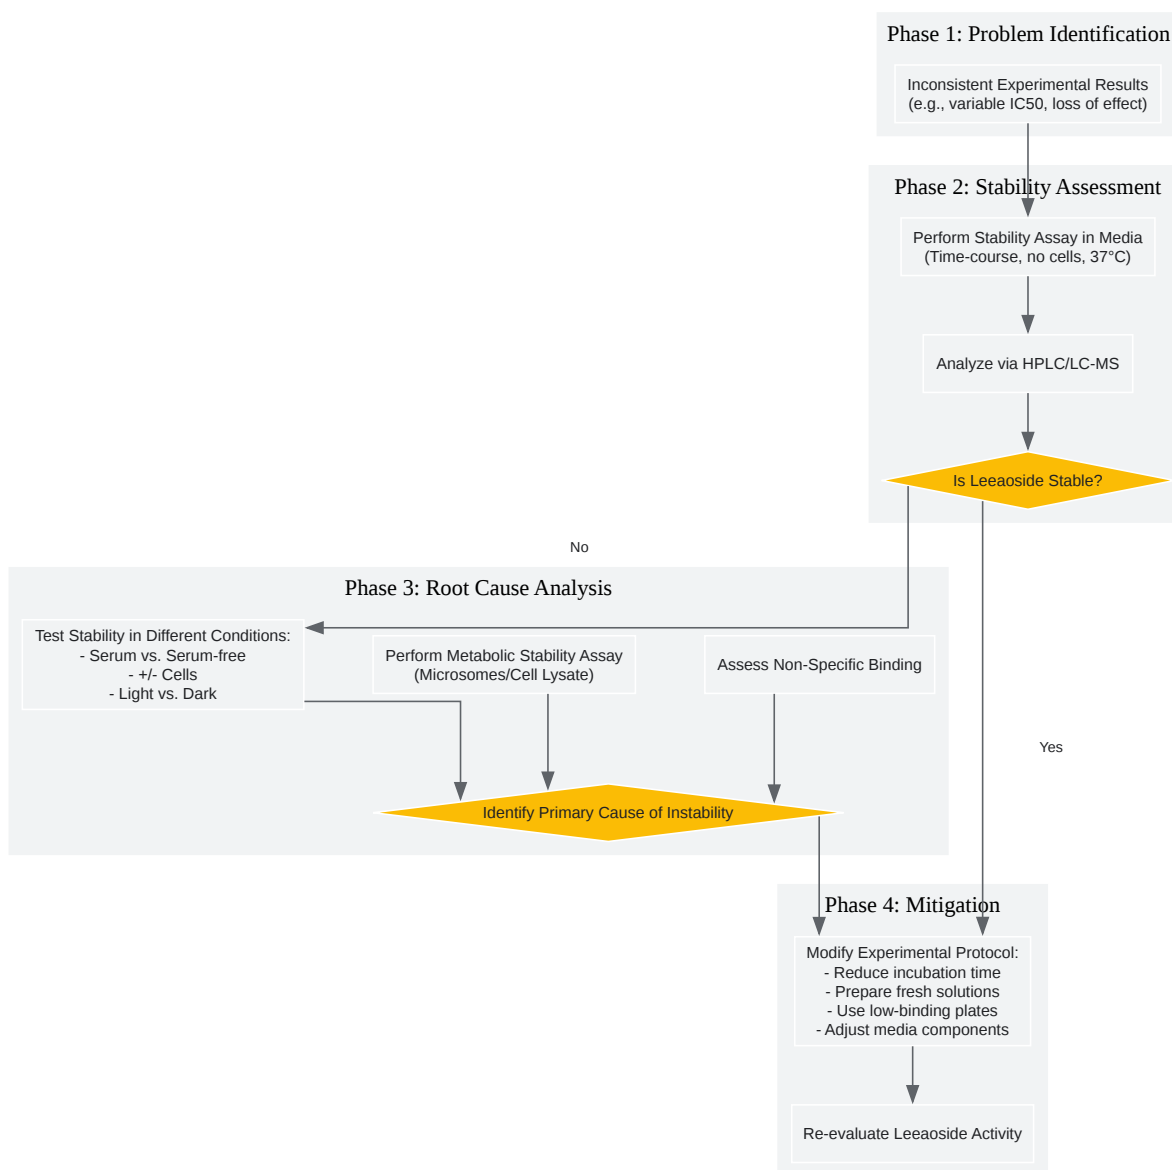 Phase 1: Problem Identification
Inconsistent Experimental Results
(e.g., variable IC50, loss of effect)
Phase 2: Stability Assessment
Perform Stability Assay in Media
(Time-course, no cells, 37°C)
Analyze via HPLC/LC-MS
Is Leeaoside Stable?
No
Phase 3: Root Cause Analysis
Test Stability in Different Conditions:
- Serum vs. Serum-free
- +/- Cells
- Light vs. Dark
Perform Metabolic Stability Assay
(Microsomes/Cell Lysate)
Assess Non-Specific Binding
Yes
Identify Primary Cause of Instability
Phase 4: Mitigation
Modify Experimental Protocol:
- Reduce incubation time
- Prepare fresh solutions
- Use low-binding plates
- Adjust media components
Re-evaluate Leeaoside Activity